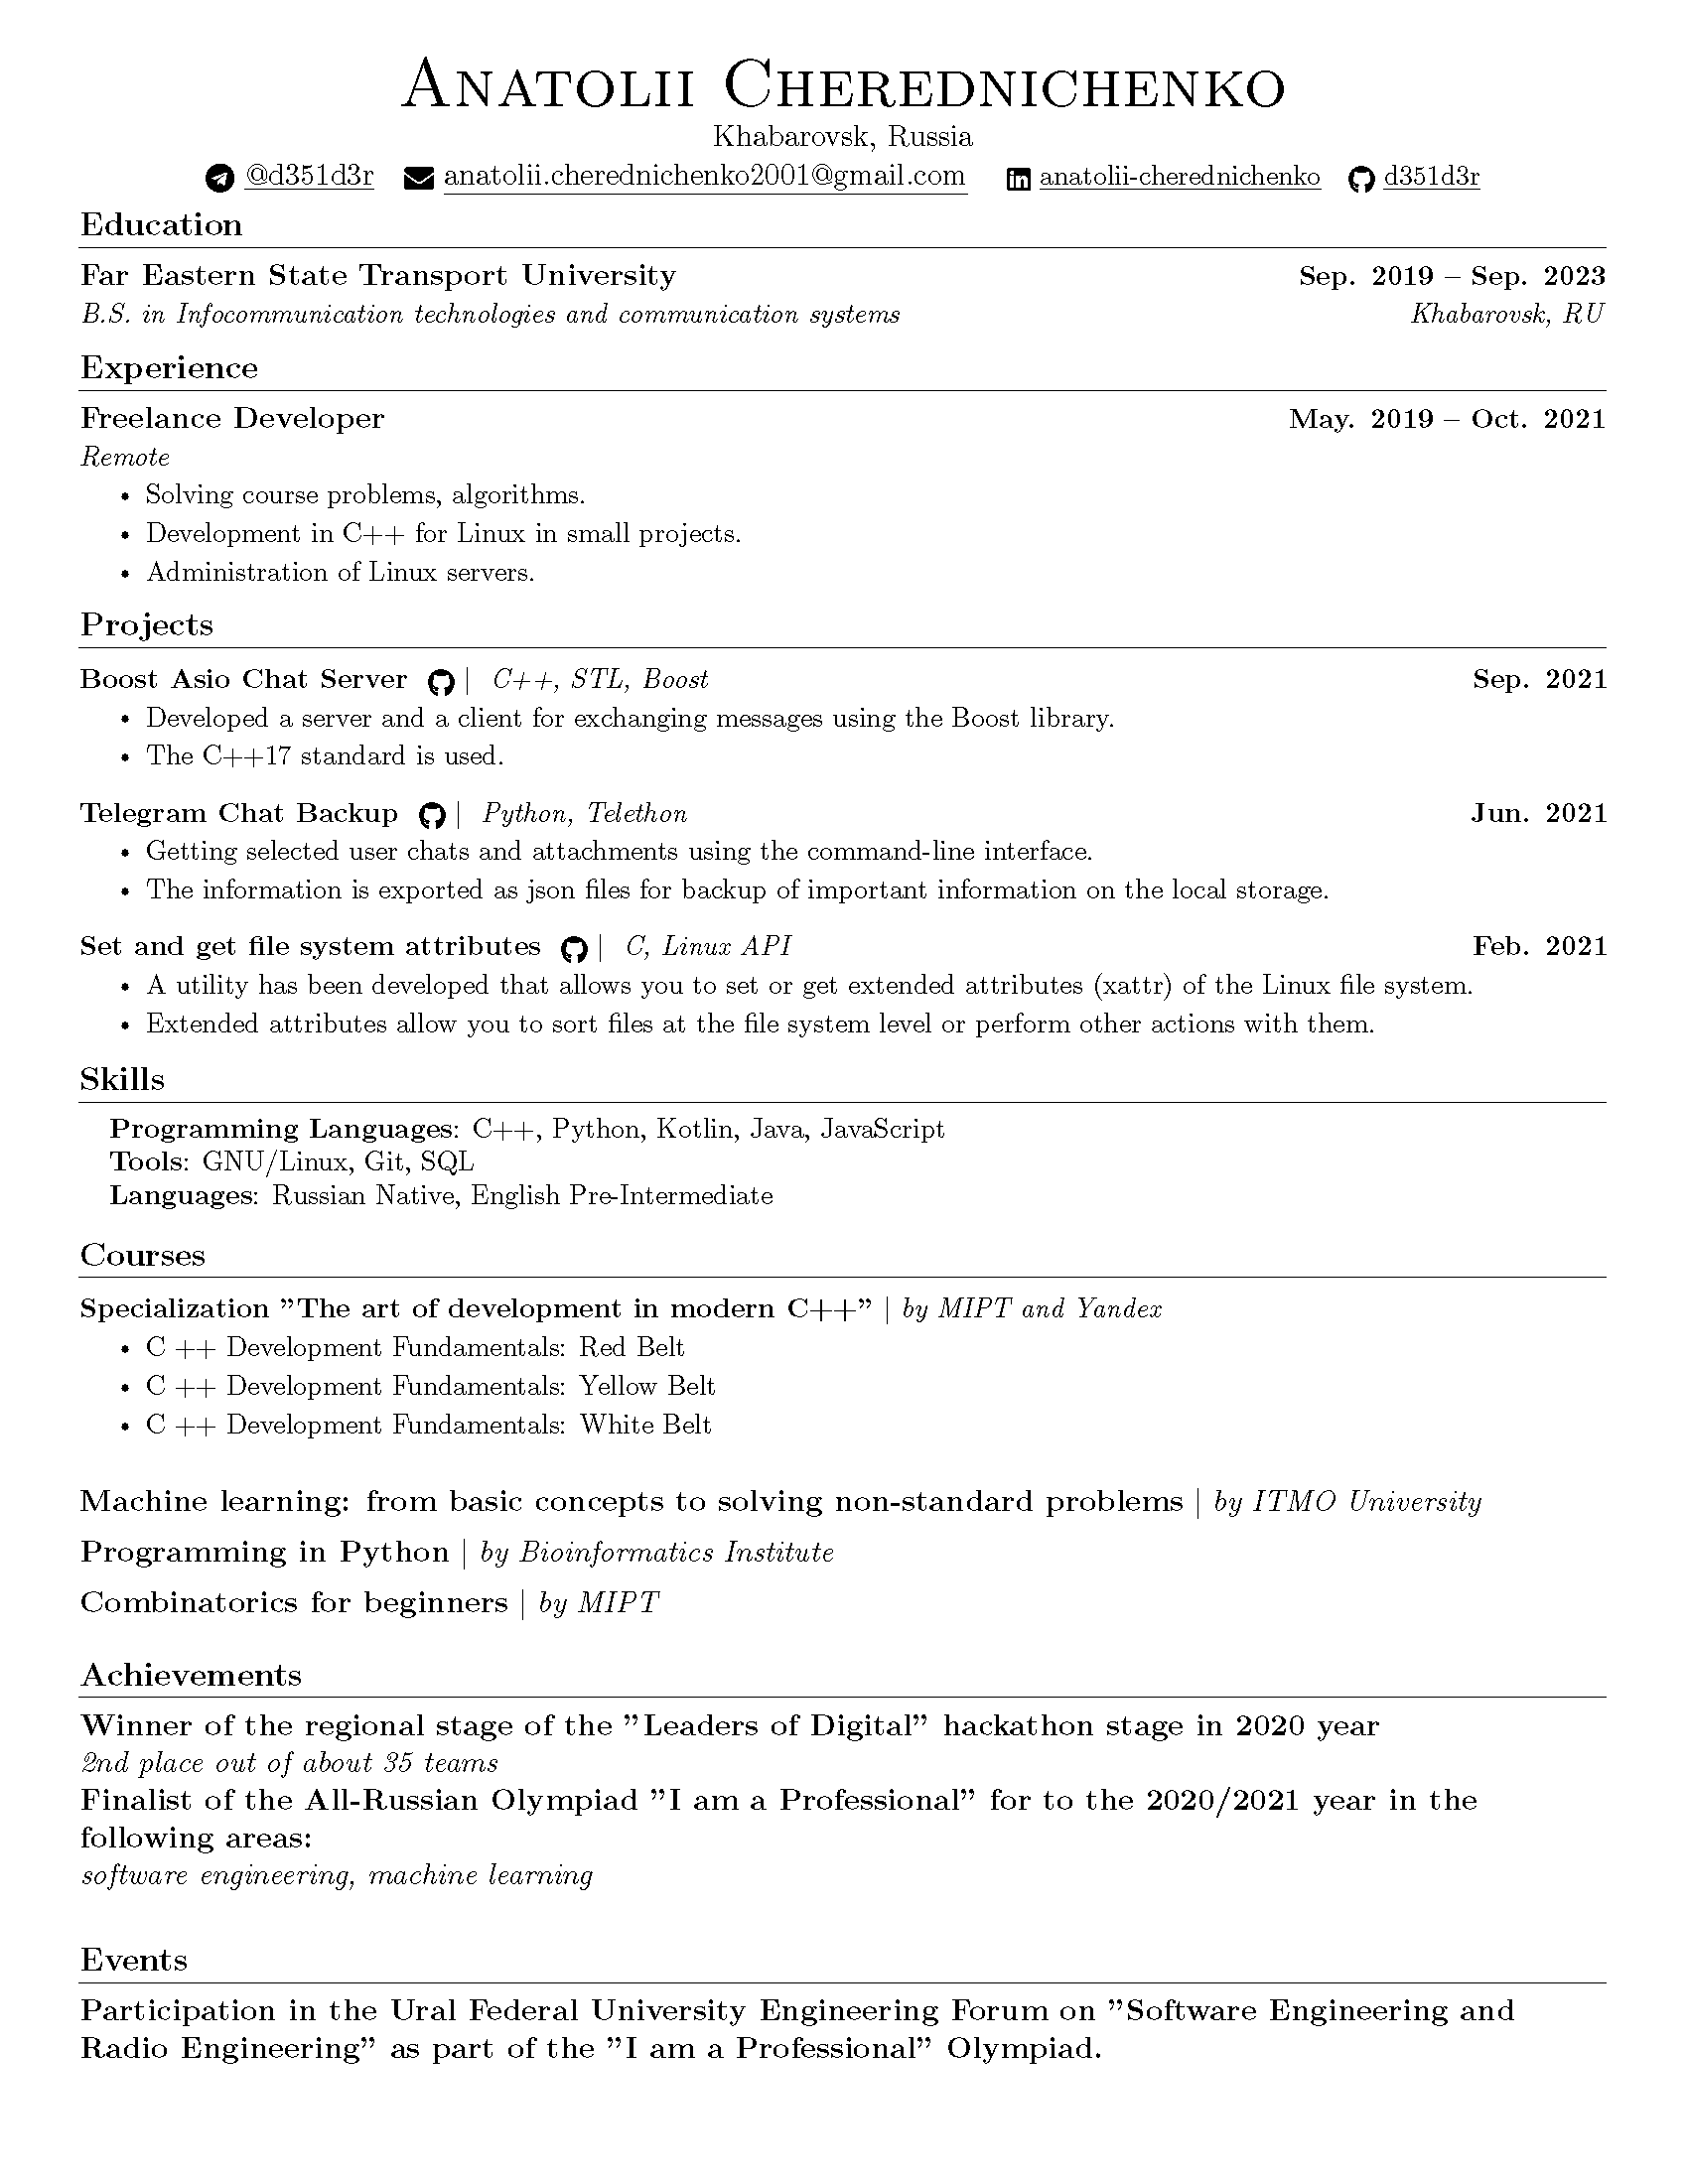 Anatolii Cherednichenko
Khabarovsk, Russia
@d351d3r anatolii.cherednichenko2001@gmail.com anatolii-cherednichenko d351d3r
Education
Far Eastern State Transport University Sep. 2019 – Sep. 2023
B.S. in Infocommunication technologies and communication systems Khabarovsk, RU
Experience
Freelance Developer May. 2019 – Oct. 2021
Remote
• Solving course problems, algorithms.
• Development in C++ for Linux in small projects.
• Administration of Linux servers.
Projects
Boost Asio Chat Server | C++, STL, Boost Sep. 2021
• Developed a server and a client for exchanging messages using the Boost library.
• The C++17 standard is used.
Telegram Chat Backup | Python, Telethon Jun. 2021
• Getting selected user chats and attachments using the command-line interface.
• The information is exported as json files for backup of important information on the local storage.
Set and get file system attributes | C, Linux API Feb. 2021
• A utility has been developed that allows you to set or get extended attributes (xattr) of the Linux file system.
• Extended attributes allow you to sort files at the file system level or perform other actions with them.
Skills
Programming Languages: C++, Python, Kotlin, Java, JavaScript
Tools: GNU/Linux, Git, SQL
Languages: Russian Native, English Pre-Intermediate
Courses
Specialization ”The art of development in modern C++” | by MIPT and Yandex
• C ++ Development Fundamentals: Red Belt
• C ++ Development Fundamentals: Yellow Belt
• C ++ Development Fundamentals: White Belt
Machine learning: from basic concepts to solving non-standard problems | by ITMO University
Programming in Python | by Bioinformatics Institute
Combinatorics for beginners | by MIPT
Achievements
Winner of the regional stage of the ”Leaders of Digital” hackathon stage in 2020 year
2nd place out of about 35 teams
Finalist of the All-Russian Olympiad ”I am a Professional” for to the 2020/2021 year in the
following areas:
software engineering, machine learning
Events
Participation in the Ural Federal University Engineering Forum on ”Software Engineering and
Radio Engineering” as part of the ”I am a Professional” Olympiad.